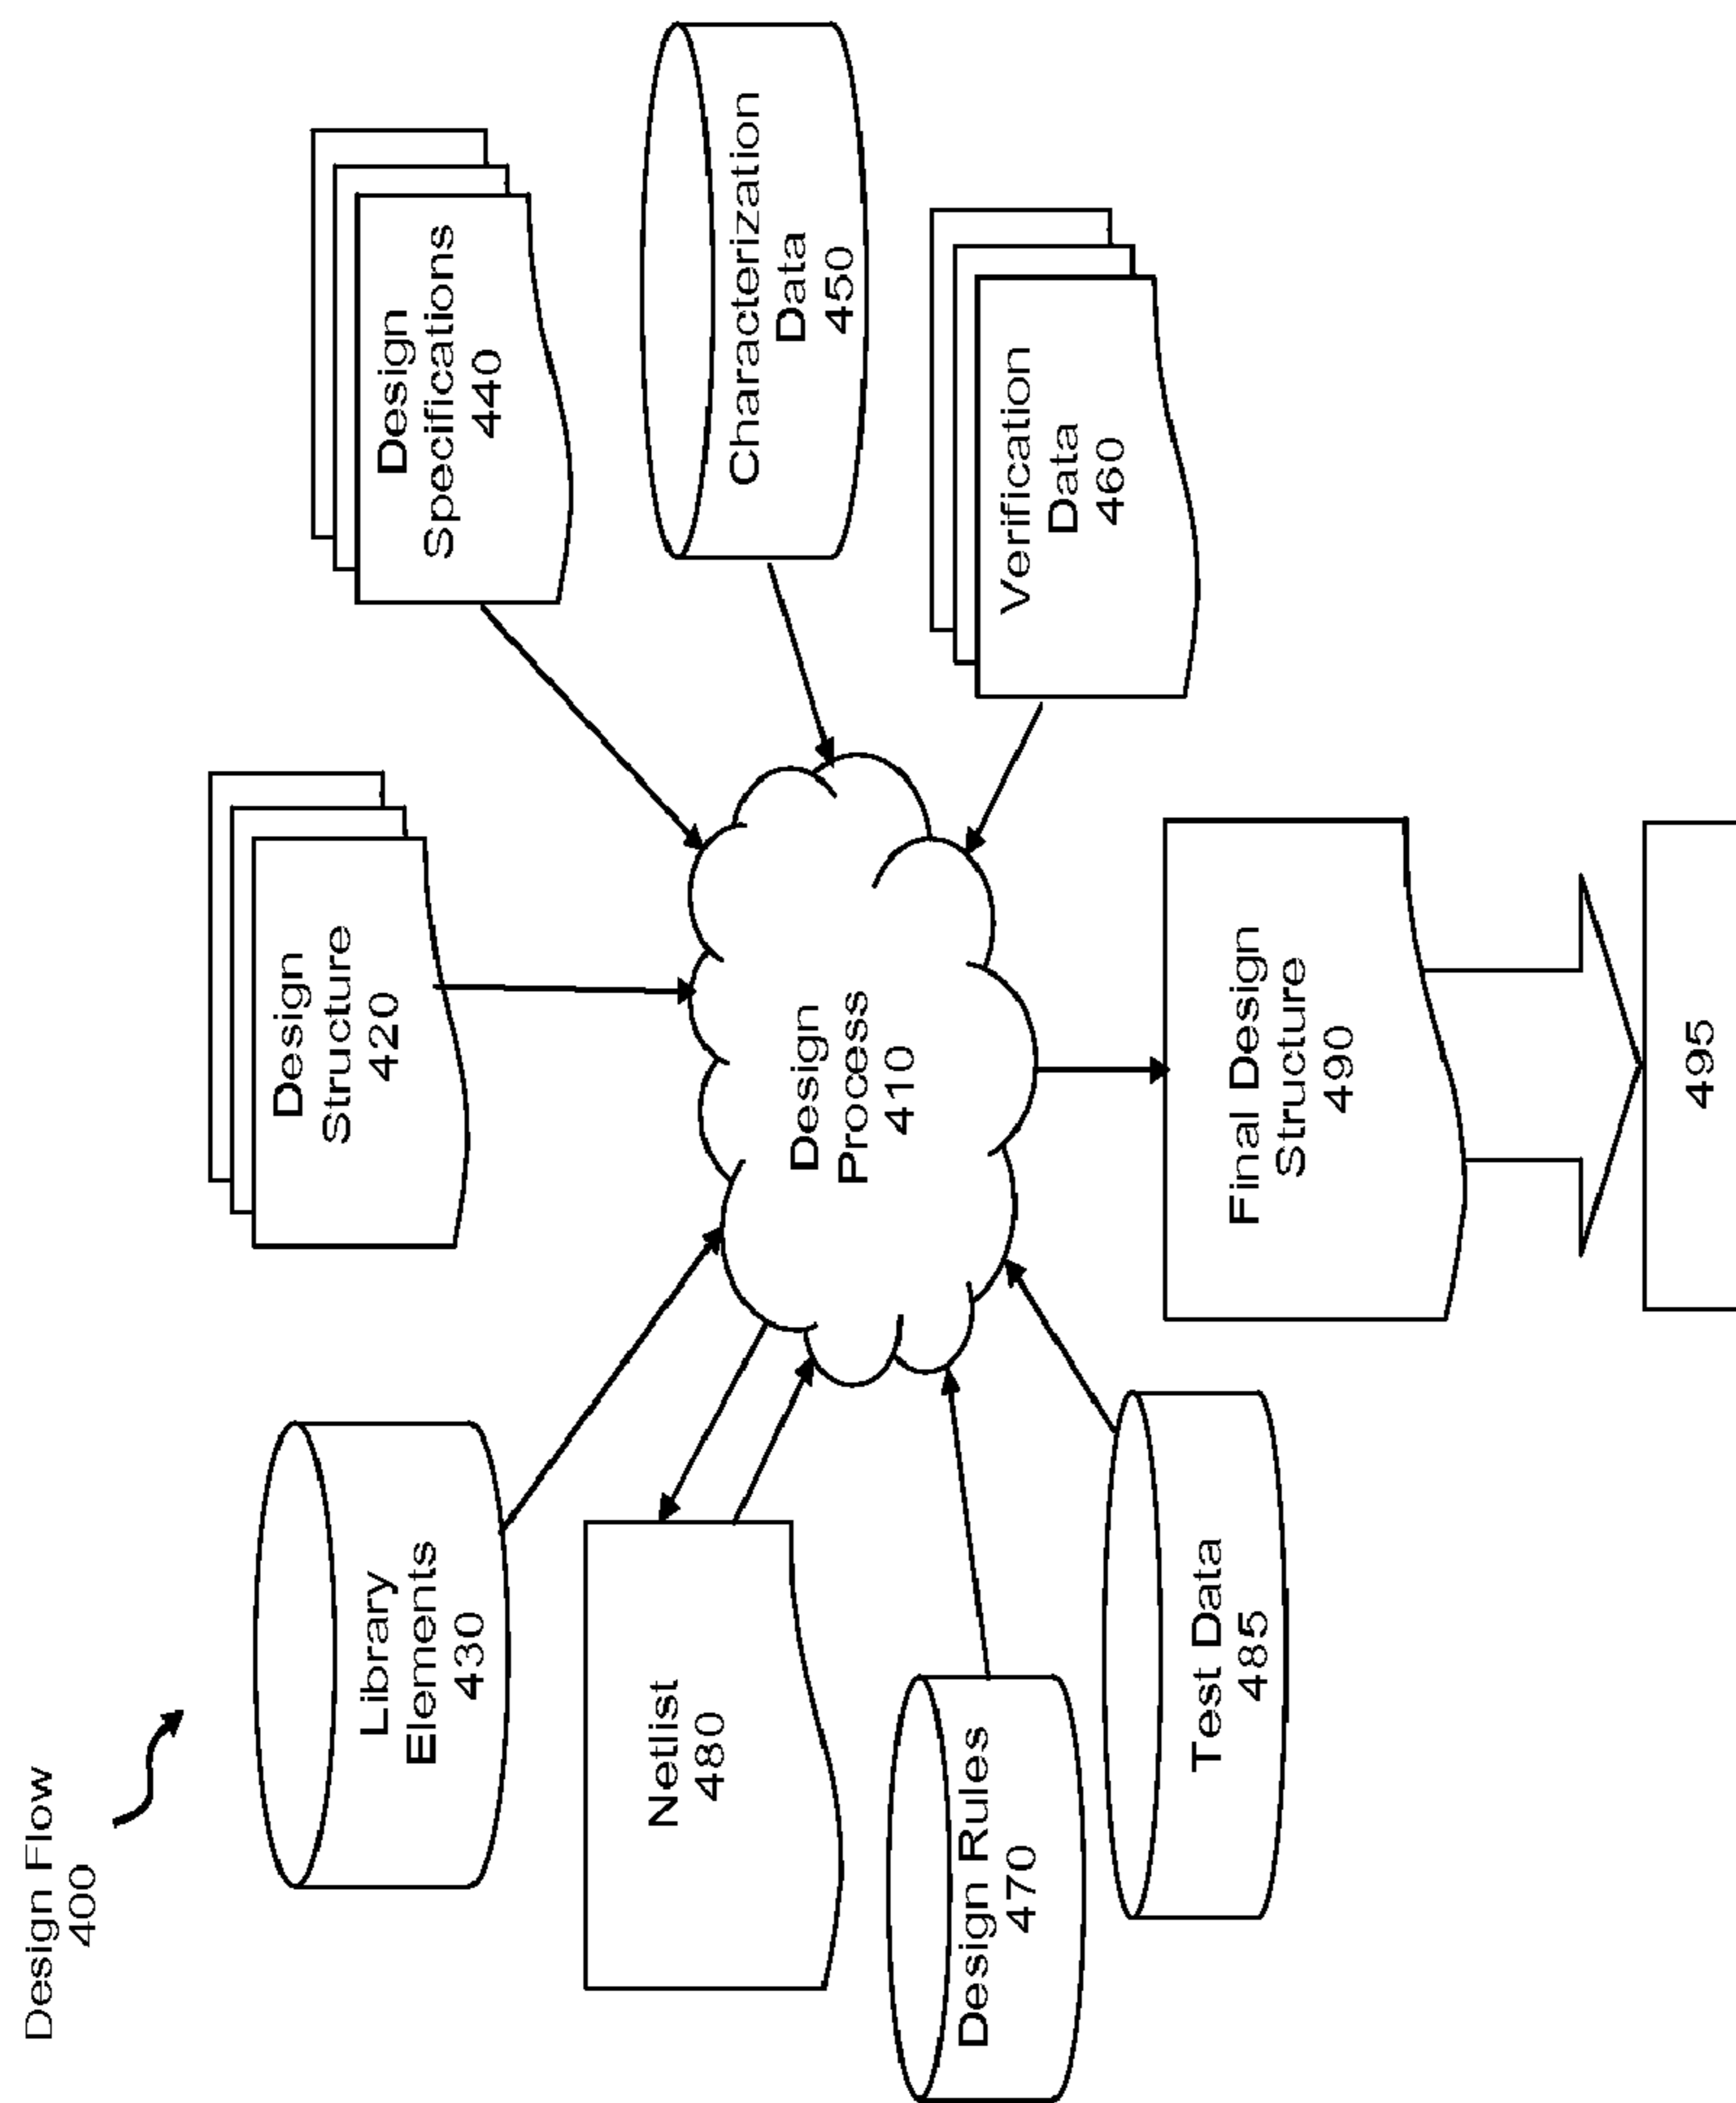 Design Flow
400
Design
Structure
420
Library
Elements
430
Design
Specifications
440
Netlist
480
Design
Process
410
Characterization
Data
450
Design Rules
470
Verification
Data
460
Test Data
485
Final Design
Structure
490
495